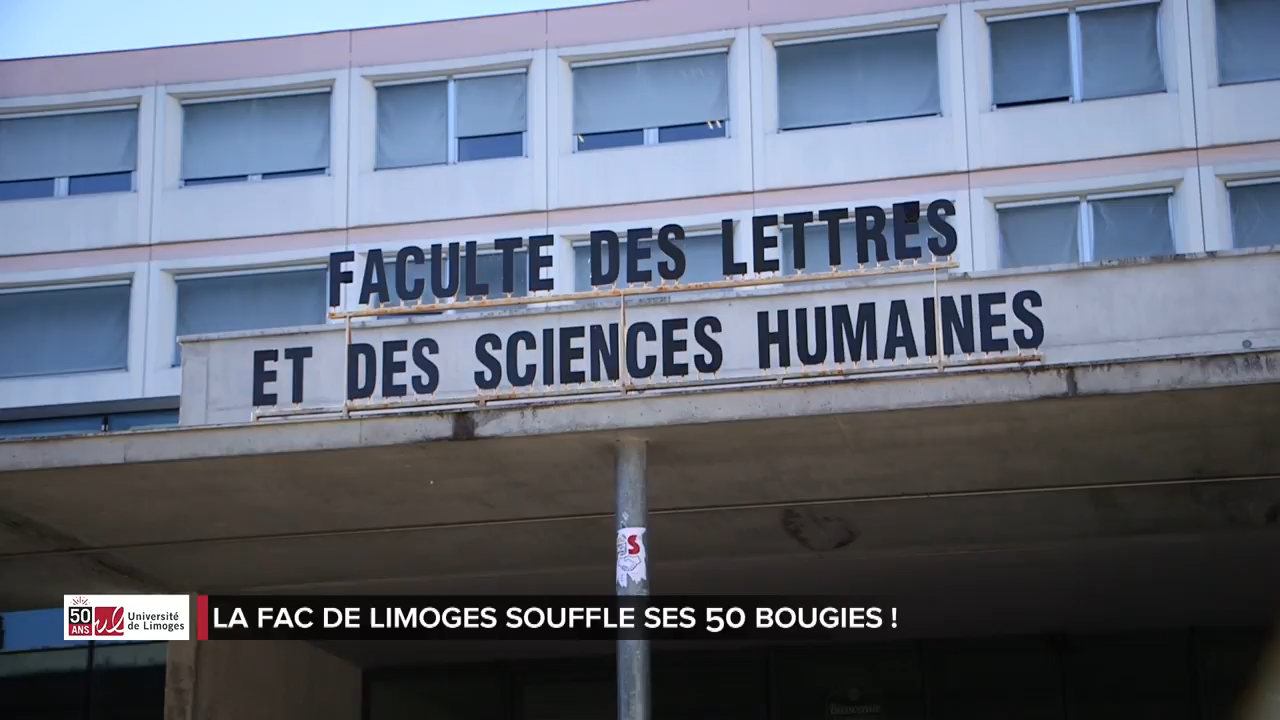 FACULTE DES LETTRES
ET DES SCIENCES HUMAINES
50
ANS
ul
Université
de Limoges
LA FAC DE LIMOGES SOUFFLE SES 50 BOUGIES !